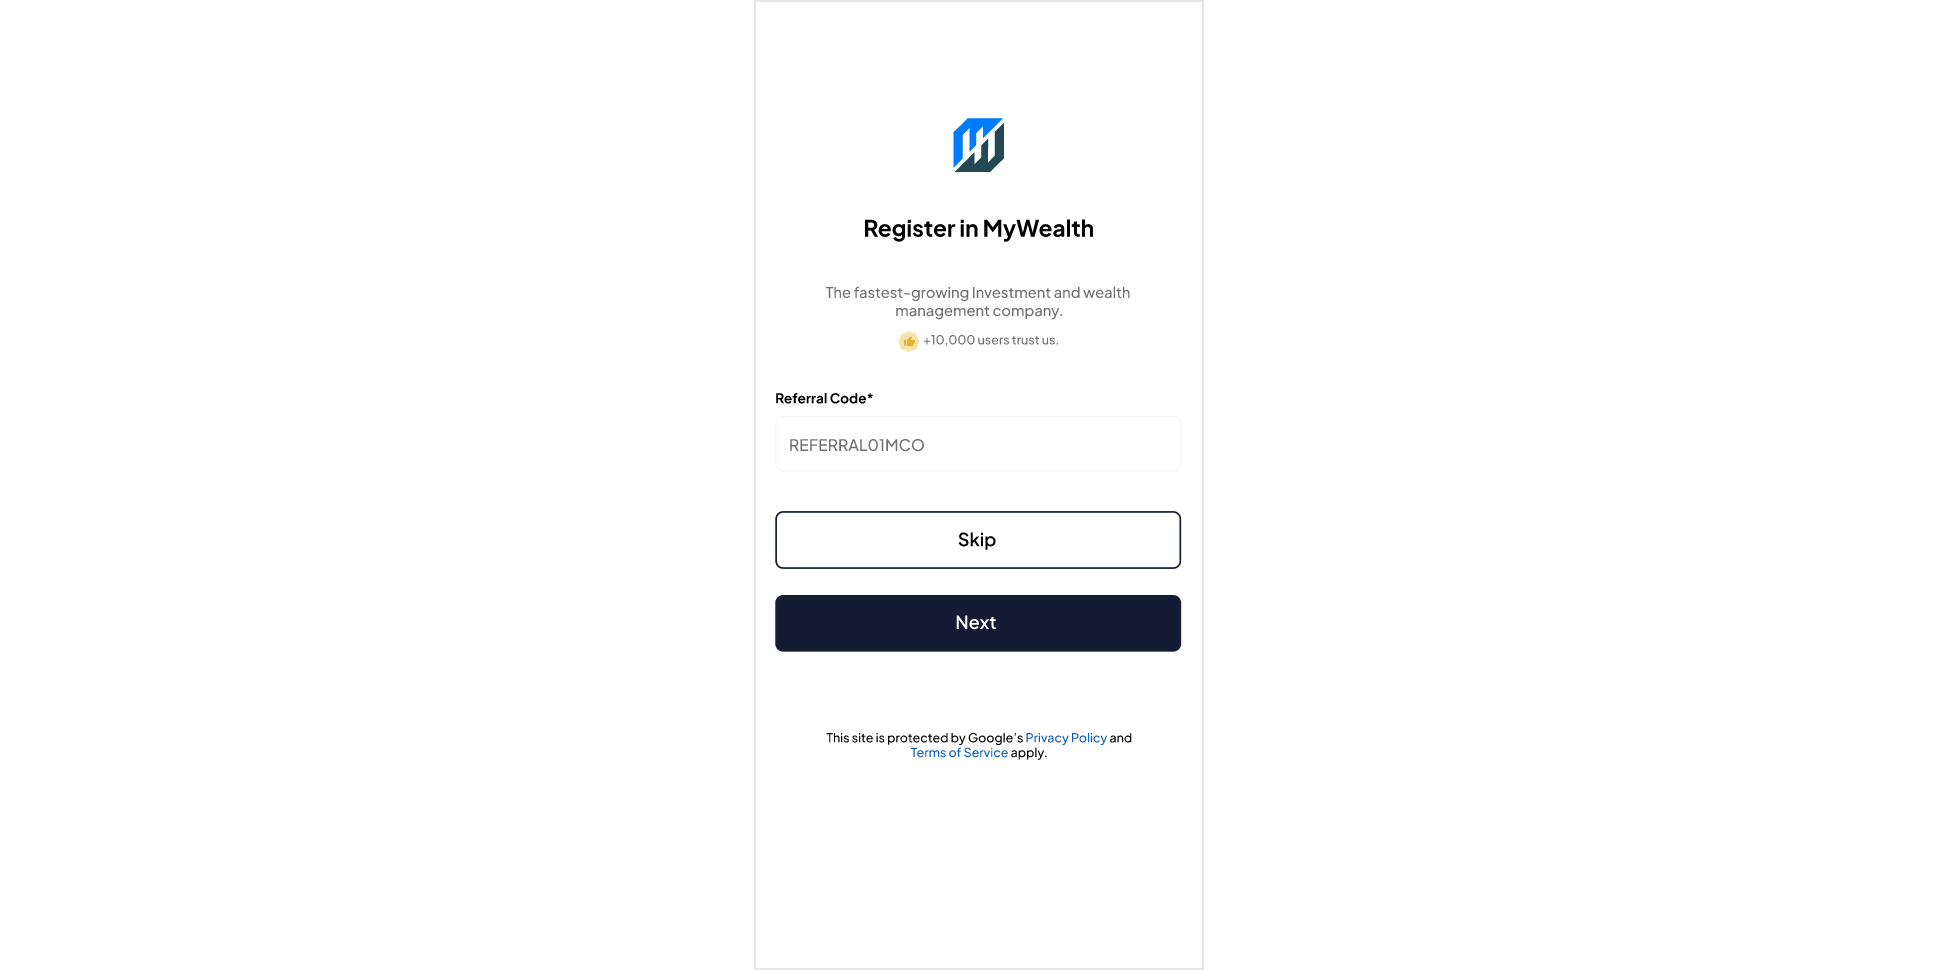 Register in MyWealth
The fastest-growing Investment and wealth
management company.
+10,000 users trust us.
Referral Code*
REFERRAL01MCO
Skip
Next
This site is protected by Google's Privacy Policy and
Terms of Service apply.